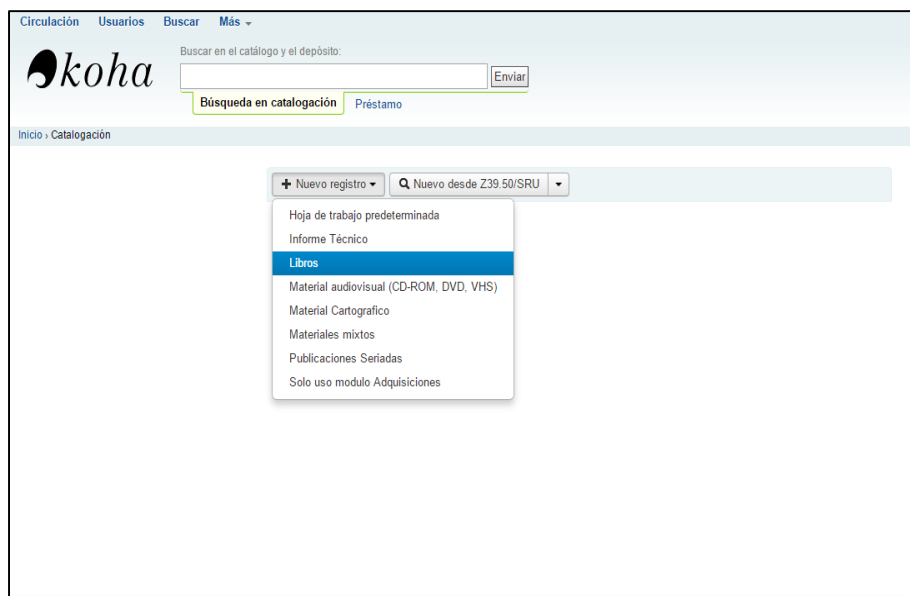 Circulación Usuarios Buscar Más
koha
Buscar en el catálogo y el depósito:
Enviar
Búsqueda en catalogación Préstamo
Inicio › Catalogación
Nuevo registro Nuevo desde Z39.50/SRU
Hoja de trabajo predeterminada
Informe Técnico
Libros
Material audiovisual (CD-ROM, DVD, VHS)
Material Cartografico
Materiales mixtos
Publicaciones Seriadas
Solo uso modulo Adquisiciones